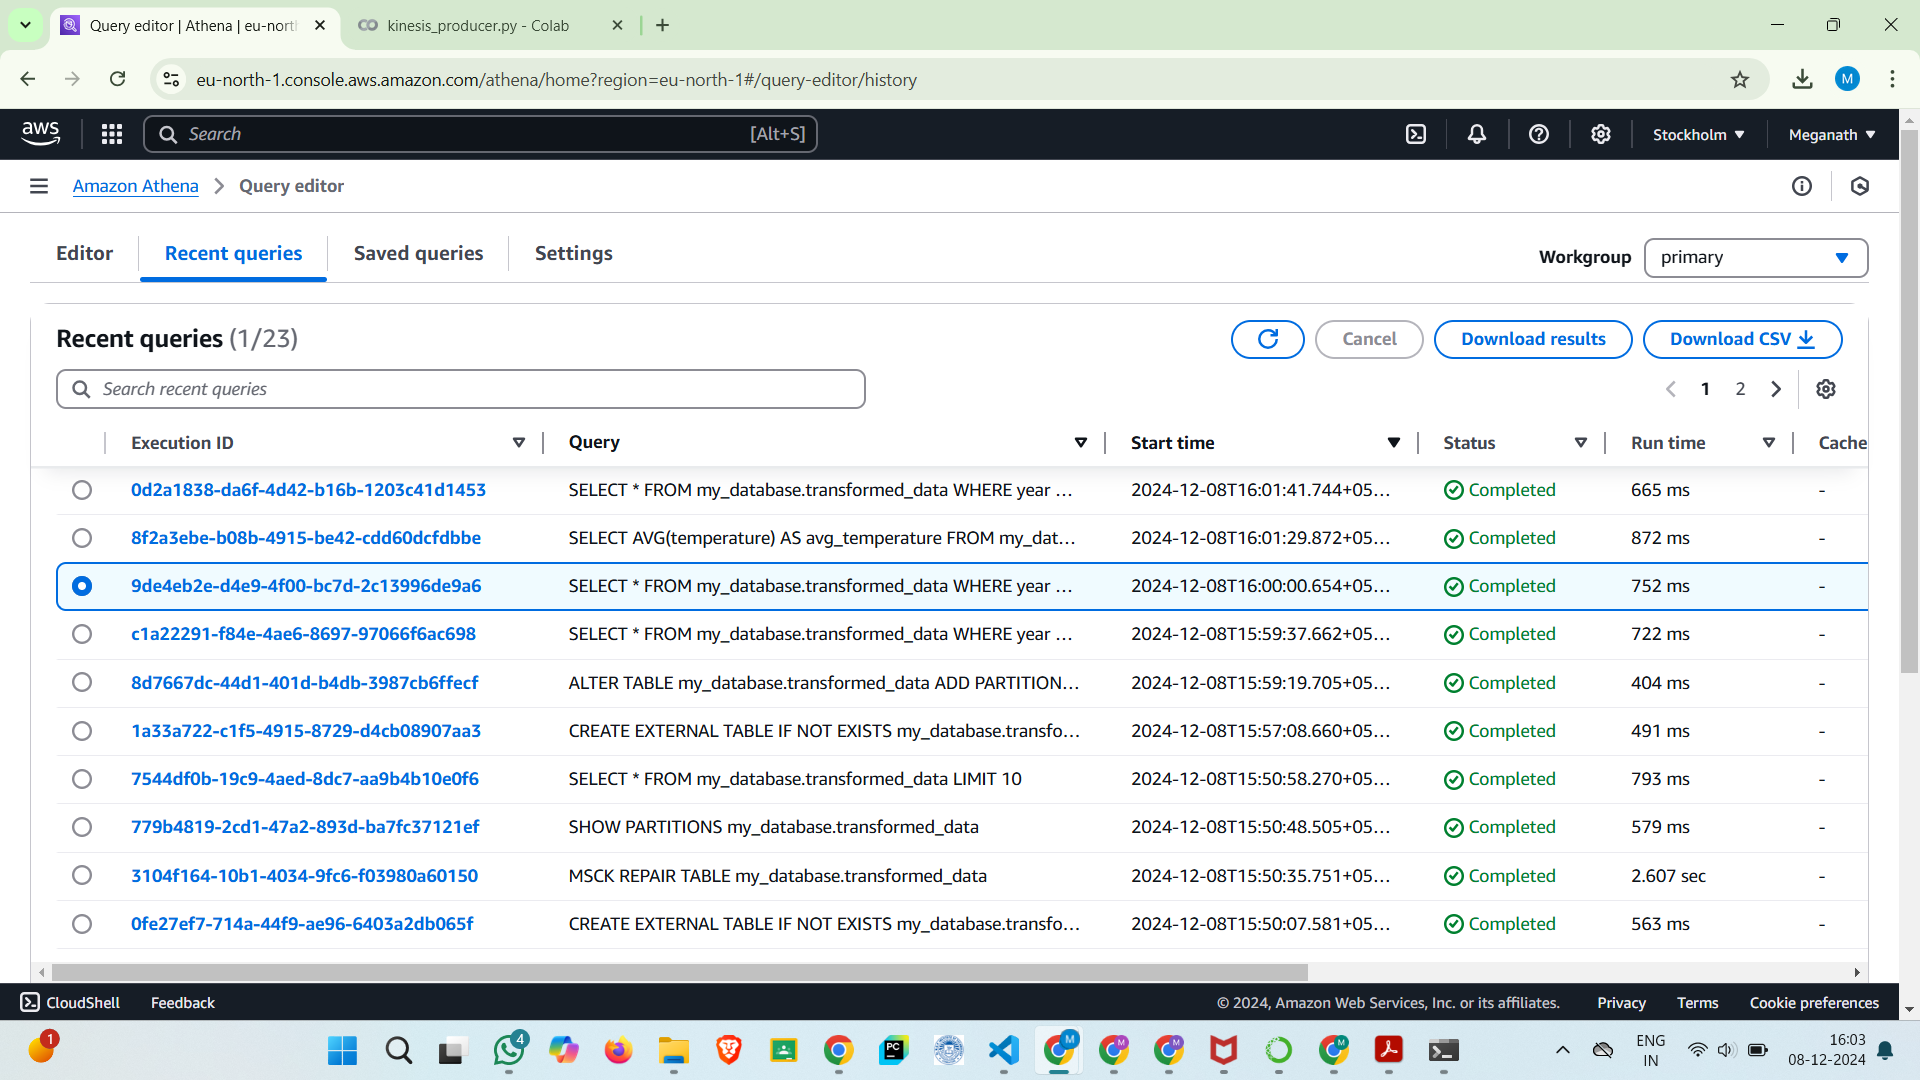 Query editor | Athena | eu-nort
kinesis_producer.py - Colab
eu-north-1.console.aws.amazon.com/athena/home?region=eu-north-1#/query-editor/history
M
aws
Search
[Alt+S]
Stockholm
Meganath
Amazon Athena > Query editor
Editor
Recent queries
Saved queries
Settings
Workgroup
primary
Recent queries (1/23)
Cancel
Download results
Download CSV
Search recent queries
1 2
Execution ID Query Start time Status Run time Cache
0d2a1838-da6f-4d42-b16b-1203c41d1453 SELECT * FROM my_database.transformed_data WHERE year ... 2024-12-08T16:01:41.744+05... Completed 665 ms -
8f2a3ebe-b08b-4915-be42-cdd60dcfdbbe SELECT AVG(temperature) AS avg_temperature FROM my_dat... 2024-12-08T16:01:29.872+05... Completed 872 ms -
9de4eb2e-d4e9-4f00-bc7d-2c13996de9a6 SELECT * FROM my_database.transformed_data WHERE year ... 2024-12-08T16:00:00.654+05... Completed 752 ms -
c1a22291-f84e-4ae6-8697-97066f6ac698 SELECT * FROM my_database.transformed_data WHERE year ... 2024-12-08T15:59:37.662+05... Completed 722 ms -
8d7667dc-44d1-401d-b4db-3987cb6ffecf ALTER TABLE my_database.transformed_data ADD PARTITION... 2024-12-08T15:59:19.705+05... Completed 404 ms -
1a33a722-c1f5-4915-8729-d4cb08907aa3 CREATE EXTERNAL TABLE IF NOT EXISTS my_database.transfo... 2024-12-08T15:57:08.660+05... Completed 491 ms -
7544df0b-19c9-4aed-8dc7-aa9b4b10e0f6 SELECT * FROM my_database.transformed_data LIMIT 10 2024-12-08T15:50:58.270+05... Completed 793 ms -
779b4819-2cd1-47a2-893d-ba7fc37121ef SHOW PARTITIONS my_database.transformed_data 2024-12-08T15:50:48.505+05... Completed 579 ms -
3104f164-10b1-4034-9fc6-f03980a60150 MSCK REPAIR TABLE my_database.transformed_data 2024-12-08T15:50:35.751+05... Completed 2.607 sec -
0fe27ef7-714a-44f9-ae96-6403a2db065f CREATE EXTERNAL TABLE IF NOT EXISTS my_database.transfo... 2024-12-08T15:50:07.581+05... Completed 563 ms -
CloudShell Feedback © 2024, Amazon Web Services, Inc. or its affiliates. Privacy Terms Cookie preferences
1
4
PC
M
M
M
M
ENG
IN
16:03
08-12-2024